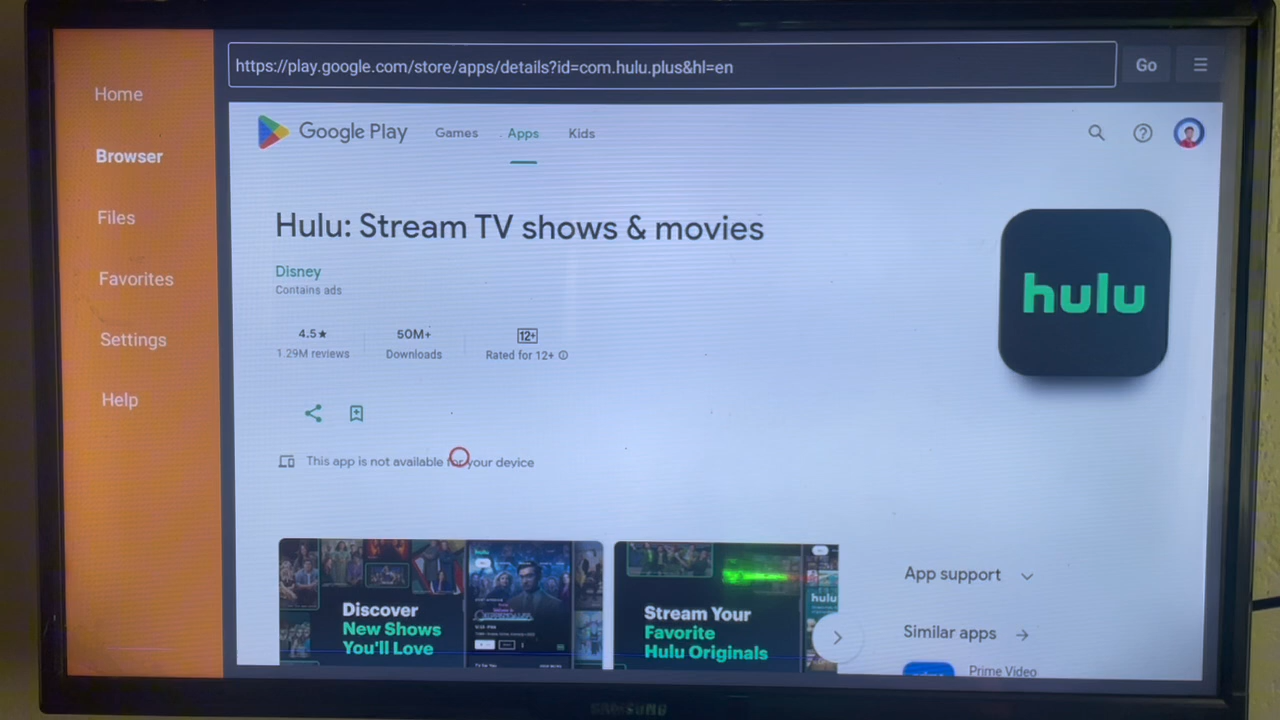 https://play.google.com/store/apps/details?id=com.hulu.plus&hl=en
Go
Home
Browser
Files
Favorites
Settings
Help
Google Play
Games
Apps
Kids
Hulu: Stream TV shows & movies
Disney
Contains ads
4.5★
1.29M reviews
50M+
Downloads
12+
Rated for 12+
hulu
This app is not available for your device
hulu
Discover
New Shows
You'll Love
Stream Your
Favorite
Hulu Originals
hulu
App support
Similar apps
Prime Video
SAMSUNG